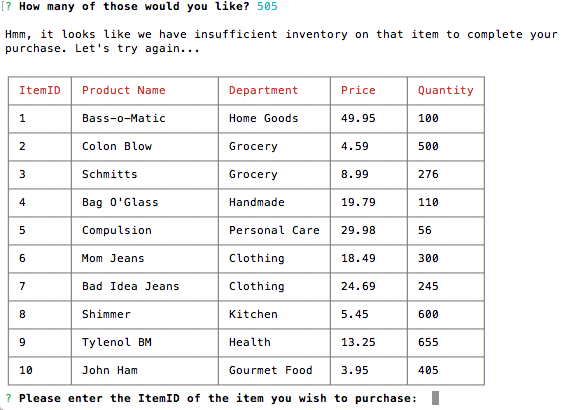 ? How many of those would you like? 505
Hmm, it looks like we have insufficient inventory on that item to complete your
purchase. Let's try again...
ItemID Product Name Department Price Quantity
1 Bass-o-Matic Home Goods 49.95 100
2 Colon Blow Grocery 4.59 500
3 Schmitts Grocery 8.99 276
4 Bag O'Glass Handmade 19.79 110
5 Compulsion Personal Care 29.98 56
6 Mom Jeans Clothing 18.49 300
7 Bad Idea Jeans Clothing 24.69 245
8 Shimmer Kitchen 5.45 600
9 Tylenol BM Health 13.25 655
10 John Ham Gourmet Food 3.95 405
? Please enter the ItemID of the item you wish to purchase: